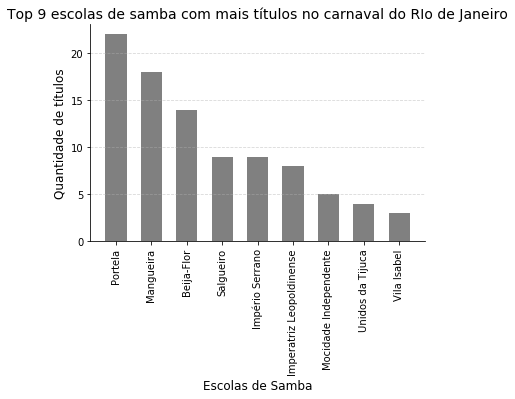 Top 9 escolas de samba com mais títulos no carnaval do RIo de Janeiro
Quantidade de títulos
20
15
10
5
0
Portela
Mangueira
Beija-Flor
Salgueiro
Império Serrano
Imperatriz Leopoldinense
Mocidade Independente
Unidos da Tijuca
Vila Isabel
Escolas de Samba